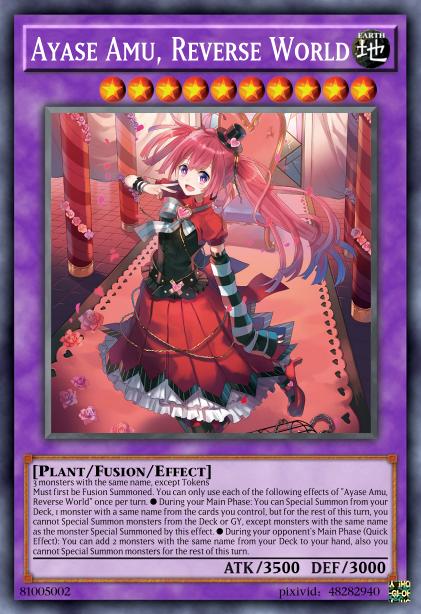 Ayase Amu, Reverse World
EARTH
地
[Plant/Fusion/Effect]
3 monsters with the same name, except Tokens
Must first be Fusion Summoned. You can only use each of the following effects of "Ayase Amu,
Reverse World" once per turn. ● During your Main Phase: You can Special Summon from your
Deck, 1 monster with a same name from the cards you control, but for the rest of this turn, you
cannot Special Summon monsters from the Deck or GY, except monsters with the same name
as the monster Special Summoned by this effect. ● During your opponent's Main Phase (Quick
Effect): You can add 2 monsters with the same name from your Deck to your hand, also you
cannot Special Summon monsters for the rest of this turn.
ATK/3500 DEF/3000
81005002
pixivid: 48282940